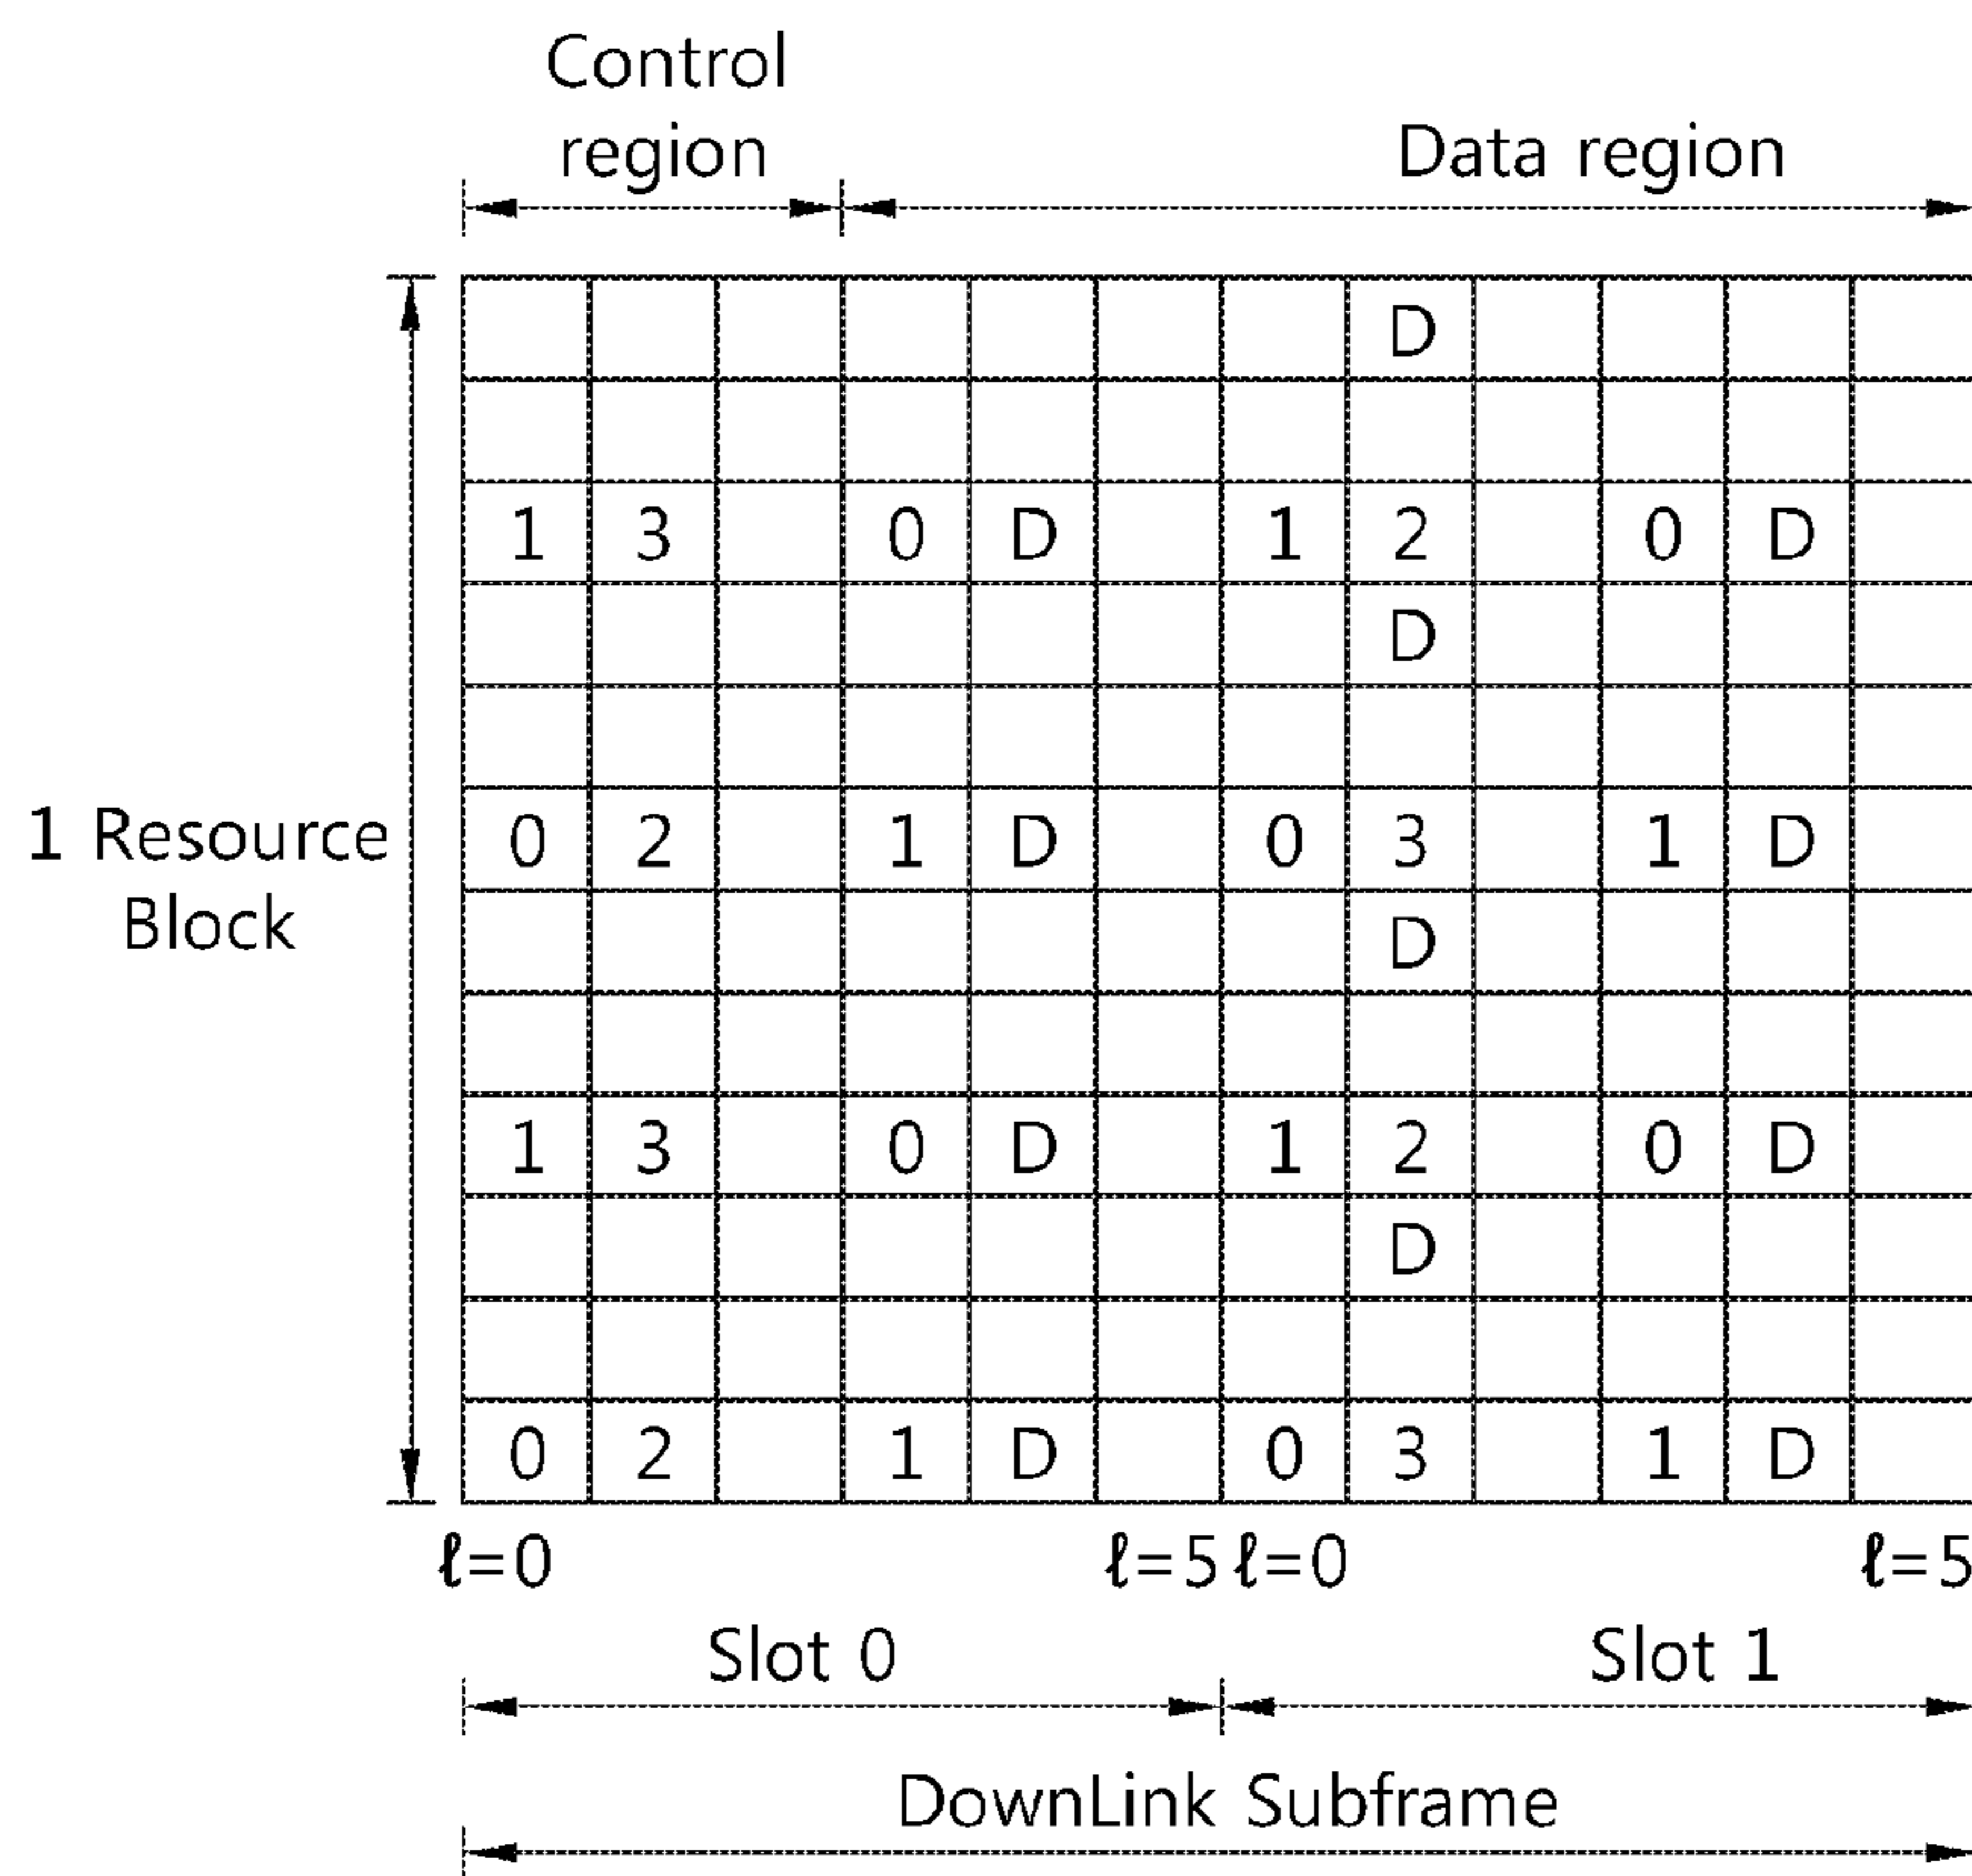 Control
region
Data region
D
1 3 0 D 1 2 0 D
D
1 Resource
Block
0 2 1 D 0 3 1 D
D
1 3 0 D 1 2 0 D
D
0 2 1 D 0 3 1 D
ℓ=0 ℓ=5 ℓ=0 ℓ=5
Slot 0 Slot 1
DownLink Subframe